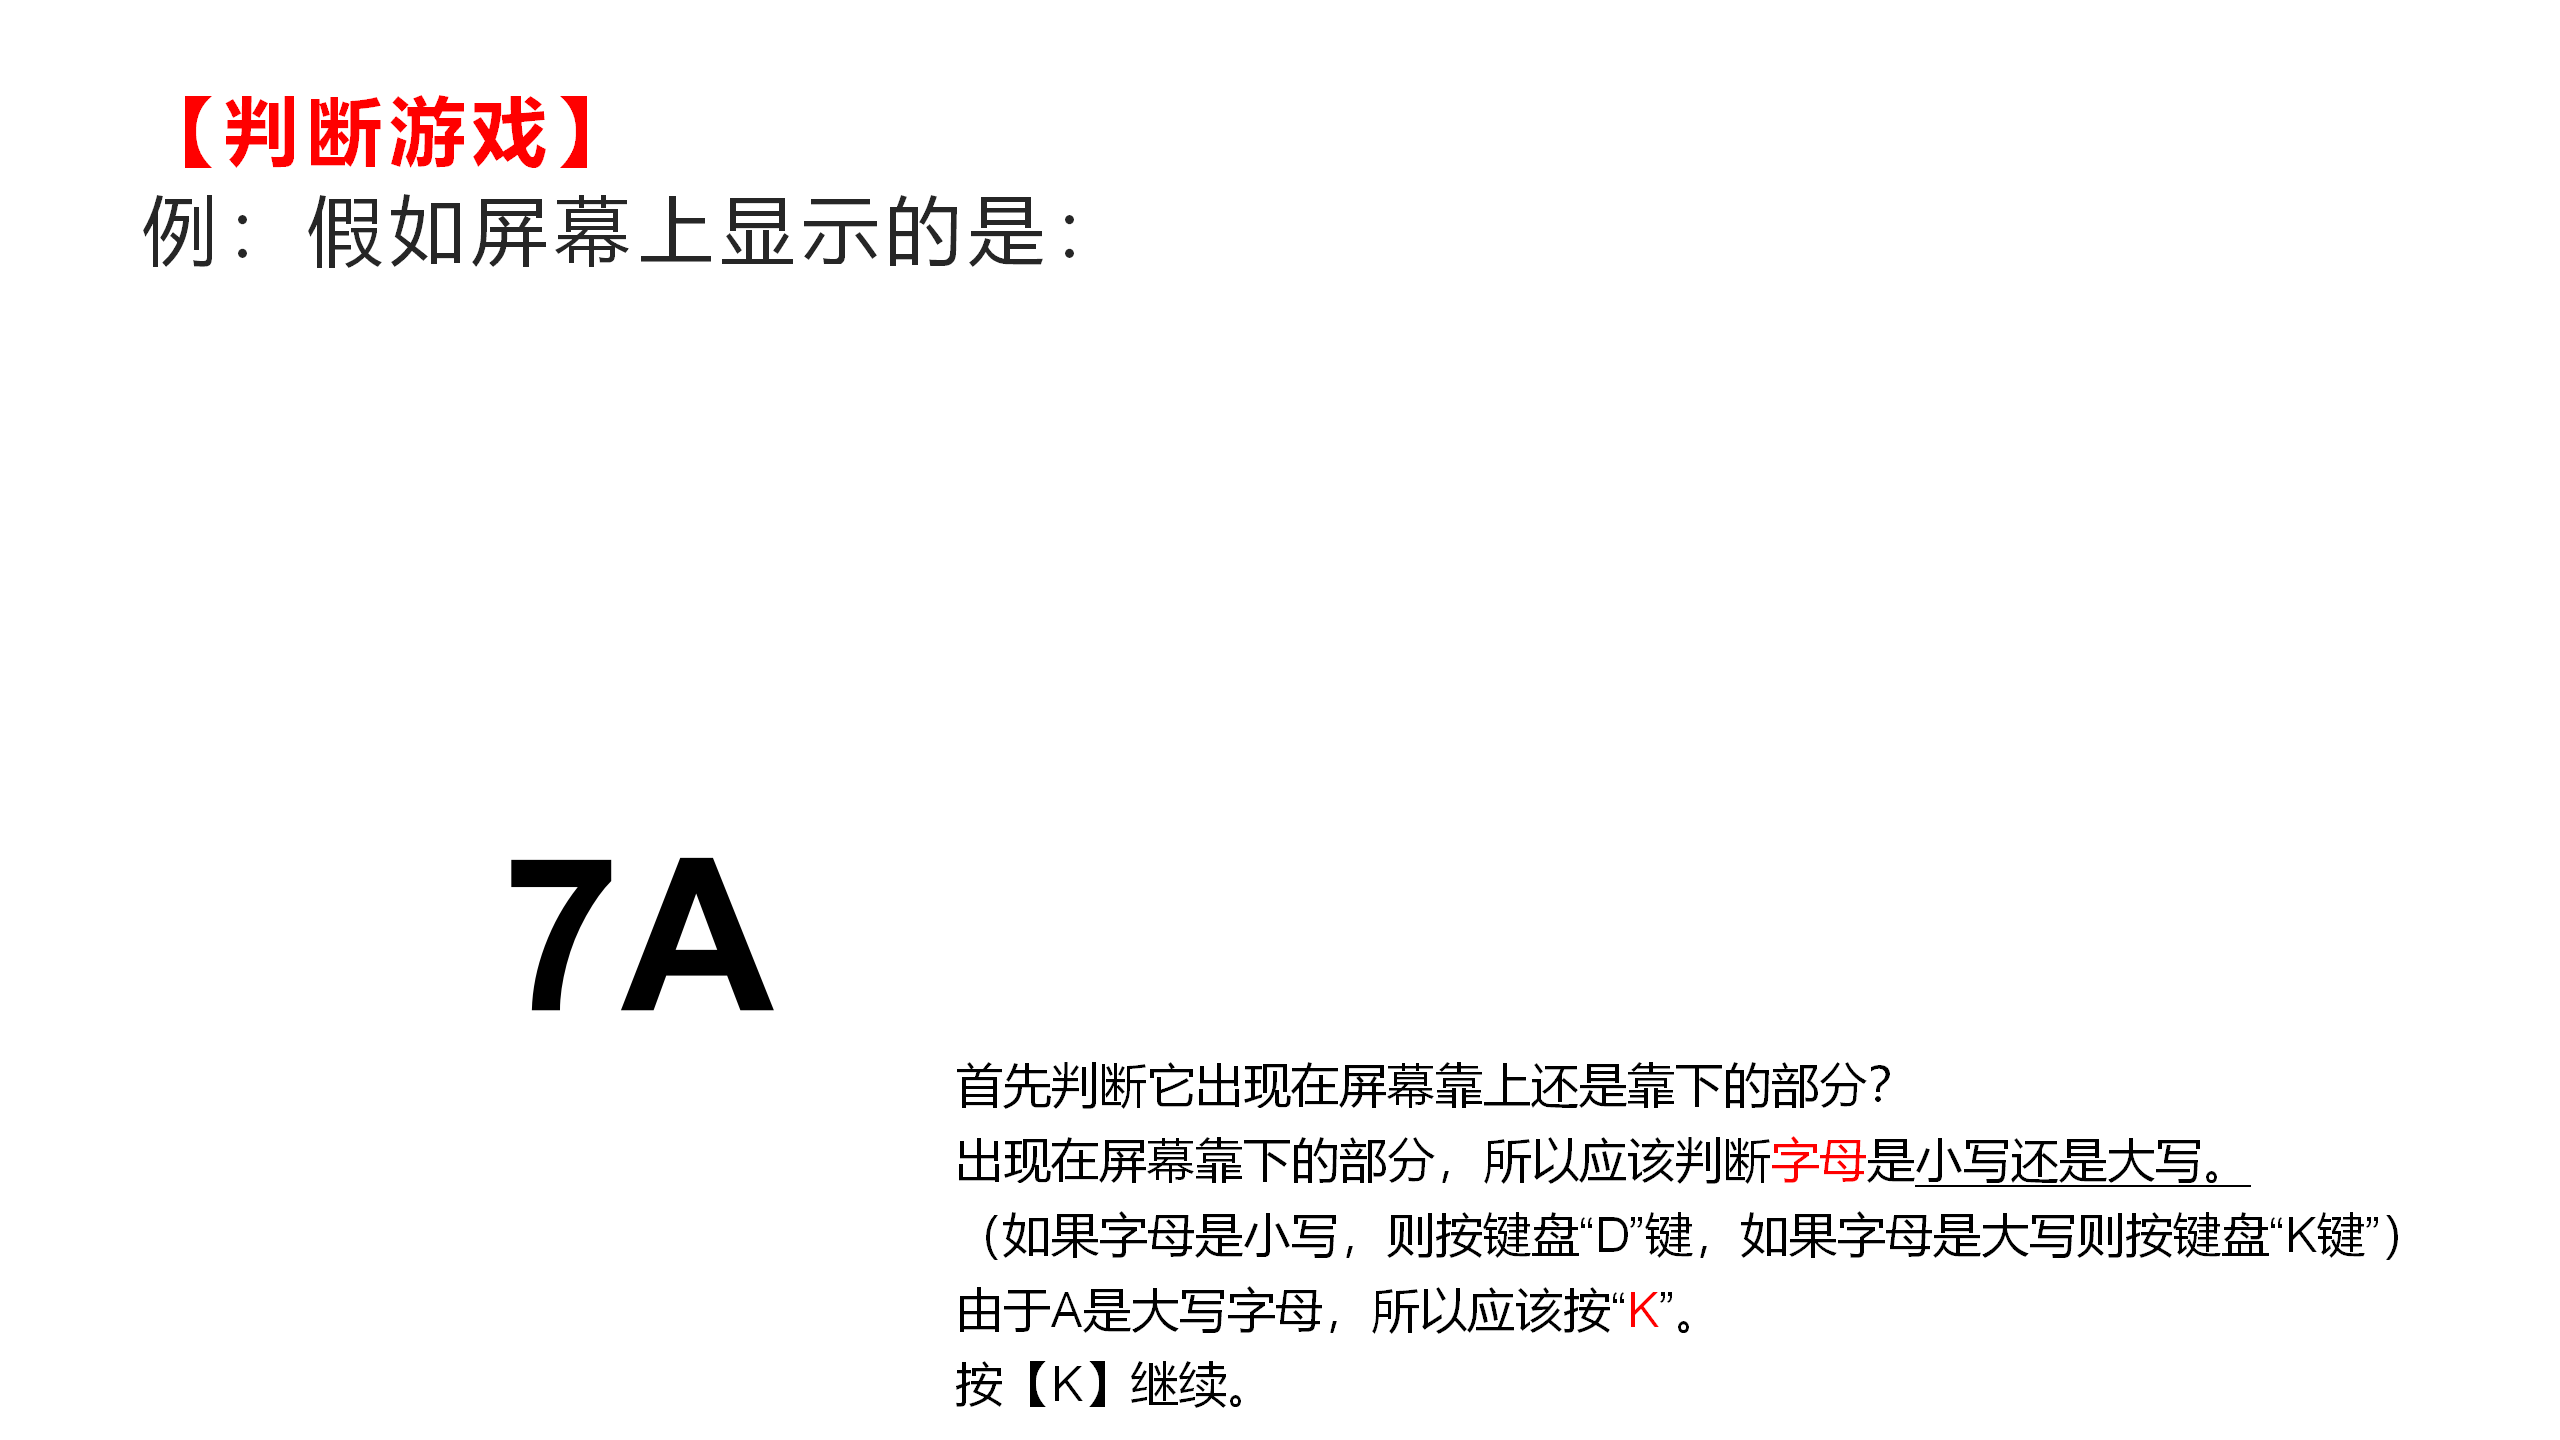 【判断游戏】
例：假如屏幕上显示的是：
7A
首先判断它出现在屏幕靠上还是靠下的部分？
出现在屏幕靠下的部分，所以应该判断字母是小写还是大写。
（如果字母是小写，则按键盘“D”键，如果字母是大写则按键盘“K键”）
由于A是大写字母，所以应该按“K”。
按【K】继续。